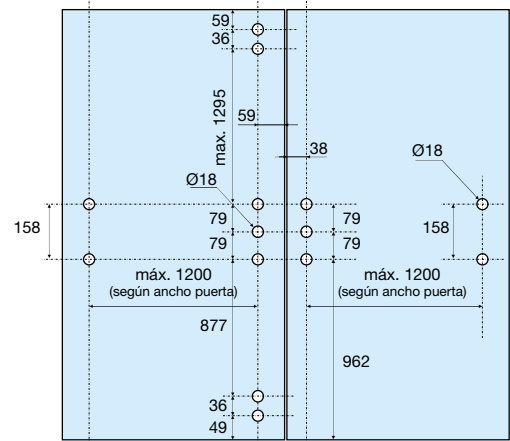 59
36
max. 1295
59
38
Ø18
Ø18
158
79
79
79
79
158
máx. 1200
(según ancho puerta)
máx. 1200
(según ancho puerta)
877
962
36
49